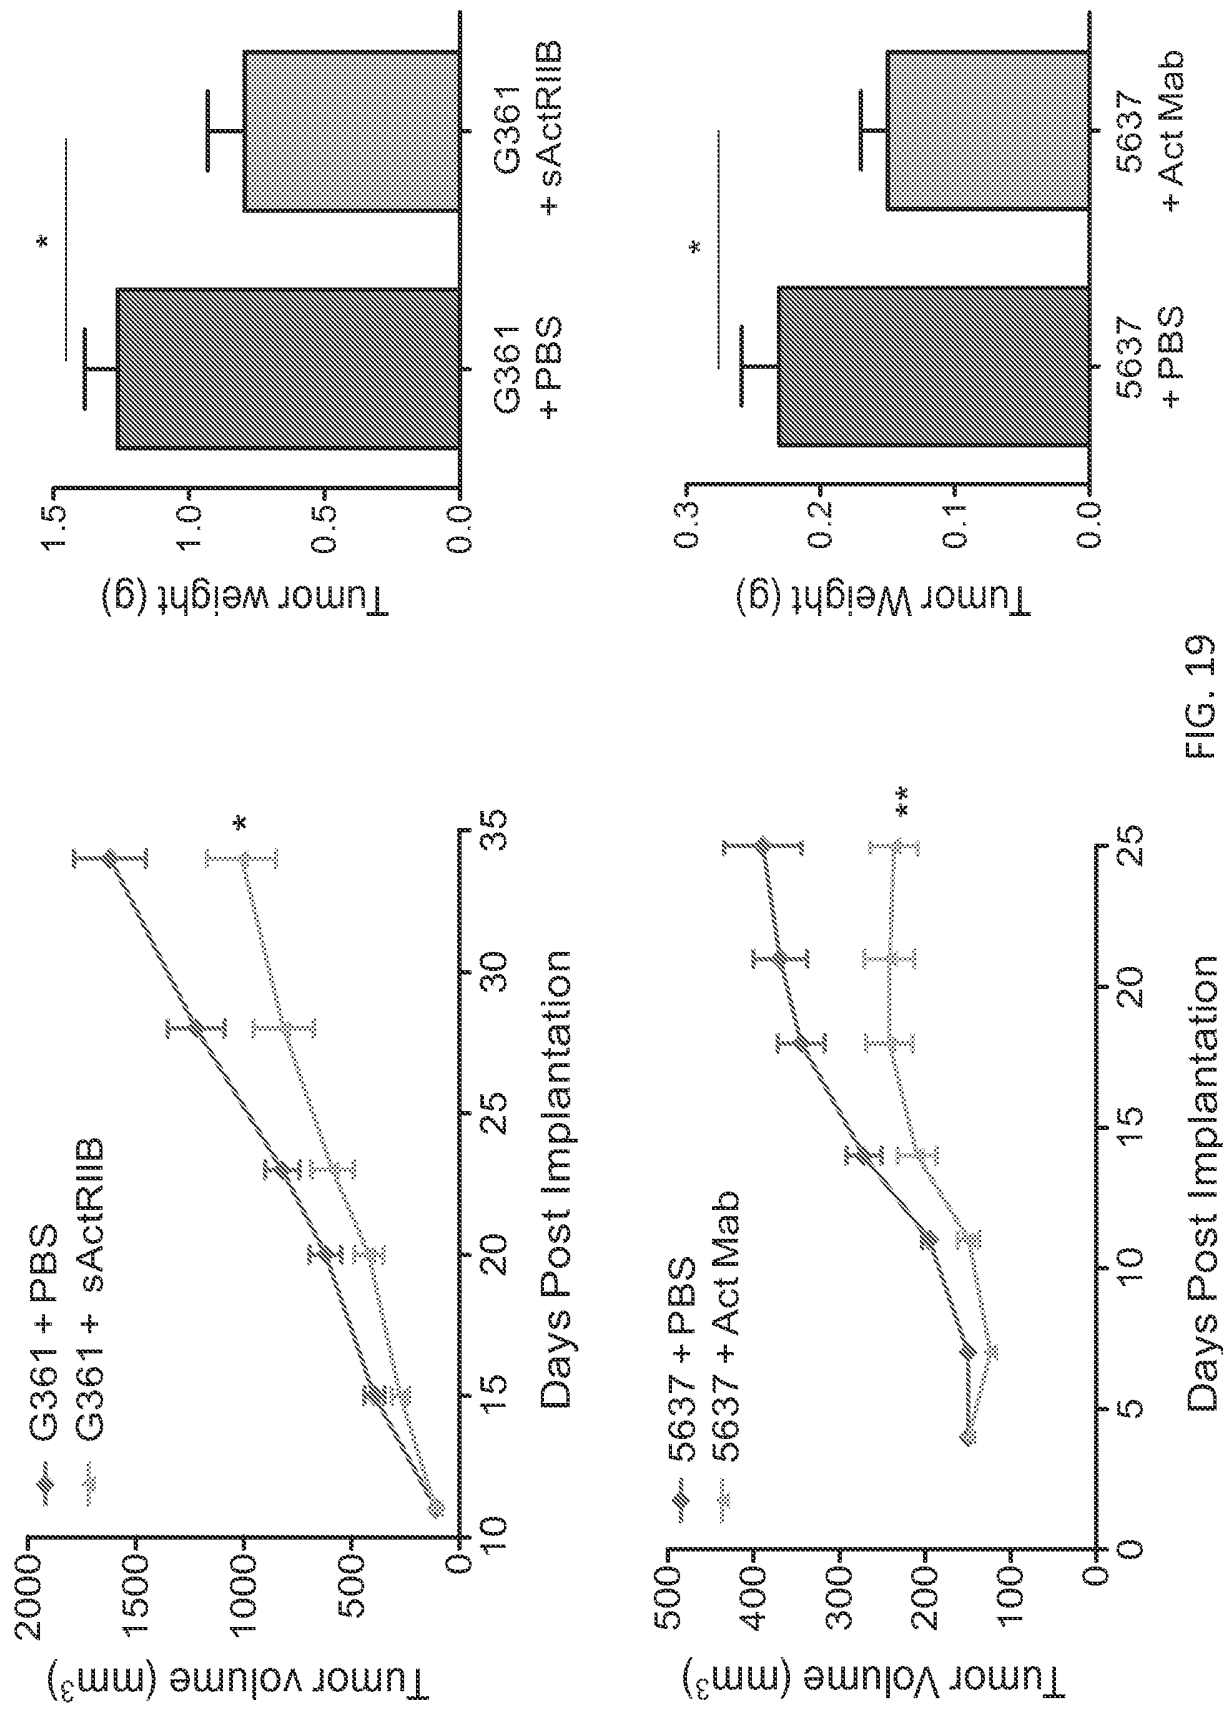 Tumor volume (mm³)
2000
1500
1000
500
0
G361 + PBS
G361 + sActRIIB
*
10
15
20
25
30
35
Days Post Implantation
Tumor weight (g)
1.5
1.0
0.5
0.0
*
G361
+ PBS
G361
+ sActRIIB
Tumor Volume (mm³)
500
400
300
200
100
0
5637 + PBS
5637 + Act Mab
**
0
5
10
15
20
25
Days Post Implantation
Tumor Weight (g)
0.3
0.2
0.1
0.0
*
5637
+ PBS
5637
+ Act Mab
FIG. 19